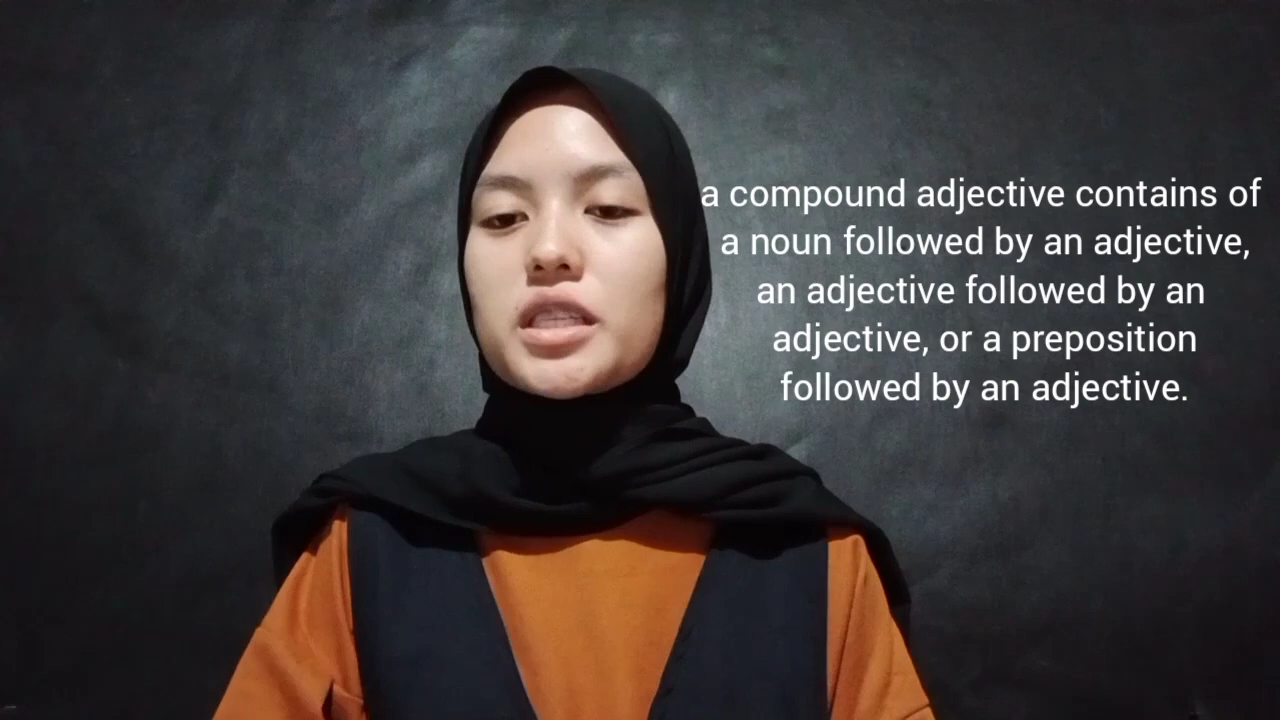 a compound adjective contains of
a noun followed by an adjective,
an adjective followed by an
adjective, or a preposition
followed by an adjective.